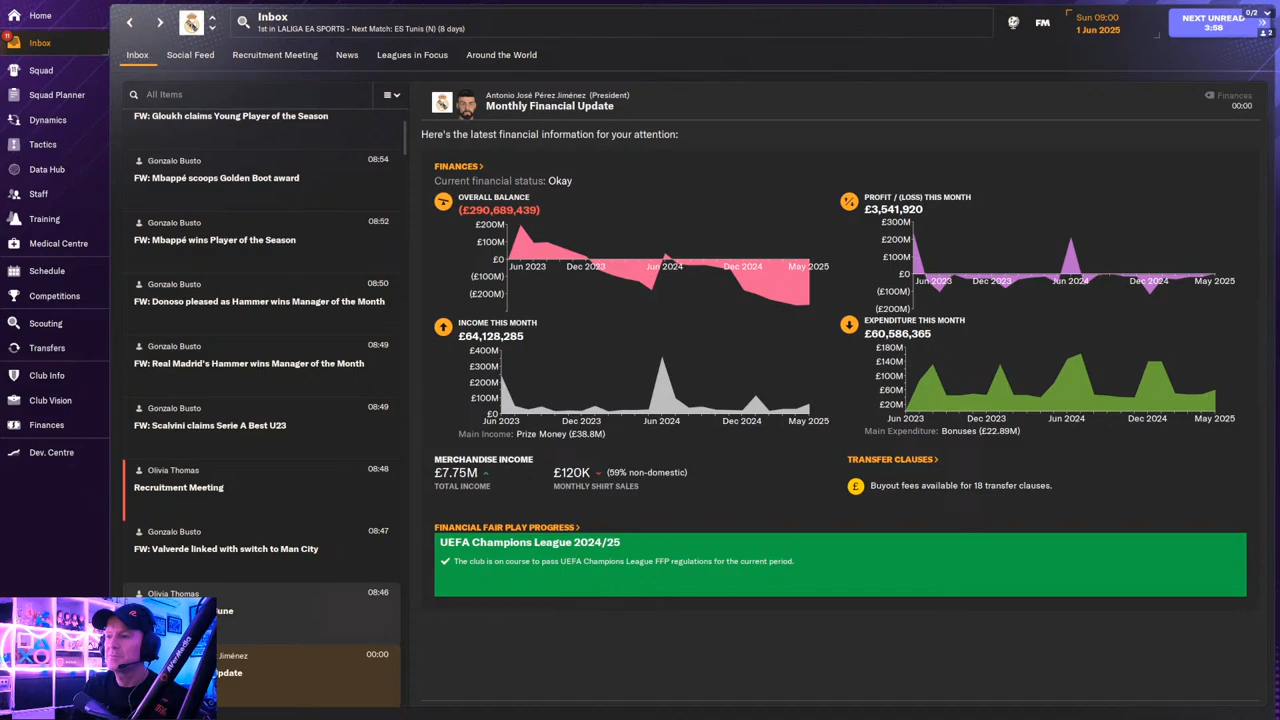 Home
11
Inbox
Squad
Squad Planner
Dynamics
Tactics
Data Hub
Staff
Training
Medical Centre
Schedule
Competitions
Scouting
Transfers
Club Info
Club Vision
Finances
Dev. Centre
Inbox
1st in LALIGA EA SPORTS - Next Match: ES Tunis (N) (8 days)
FM
Sun 09:00
1 Jun 2025
NEXT UNREAD
3:58
0/2
2
Inbox
Social Feed
Recruitment Meeting
News
Leagues in Focus
Around the World
All Items
FW: Gloukh claims Young Player of the Season
Gonzalo Busto 08:54
FW: Mbappé scoops Golden Boot award
Gonzalo Busto 08:52
FW: Mbappé wins Player of the Season
Gonzalo Busto 08:50
FW: Donoso pleased as Hammer wins Manager of the Month
Gonzalo Busto 08:49
FW: Real Madrid's Hammer wins Manager of the Month
Gonzalo Busto 08:49
FW: Scalvini claims Serie A Best U23
Olivia Thomas 08:48
Recruitment Meeting
Gonzalo Busto 08:47
FW: Valverde linked with switch to Man City
Olivia Thomas 08:46
une
Jiménez 00:00
Update
Antonio José Pérez Jiménez (President)
Monthly Financial Update
Finances
00:00
Here's the latest financial information for your attention:
FINANCES >
Current financial status: Okay
OVERALL BALANCE
(£290,689,439)
£200M
£100M
£0
(£100M)
(£200M)
Jun 2023 Dec 2023 Jun 2024 Dec 2024 May 2025
PROFIT / (LOSS) THIS MONTH
£3,541,920
£300M
£200M
£100M
£0
(£100M)
(£200M)
Jun 2023 Dec 2023 Jun 2024 Dec 2024 May 2025
INCOME THIS MONTH
£64,128,285
£400M
£300M
£200M
£100M
£0
Jun 2023 Dec 2023 Jun 2024 Dec 2024 May 2025
Main Income: Prize Money (£38.8M)
EXPENDITURE THIS MONTH
£60,586,365
£180M
£140M
£100M
£60M
£20M
Jun 2023 Dec 2023 Jun 2024 Dec 2024 May 2025
Main Expenditure: Bonuses (£22.89M)
MERCHANDISE INCOME
£7.75M £120K (59% non-domestic)
TOTAL INCOME MONTHLY SHIRT SALES
TRANSFER CLAUSES >
£ Buyout fees available for 18 transfer clauses.
FINANCIAL FAIR PLAY PROGRESS >
UEFA Champions League 2024/25
The club is on course to pass UEFA Champions League FFP regulations for the current period.
AVerMedia